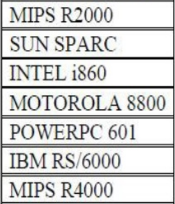 MIPS R2000
SUN SPARC
INTEL i860
MOTOROLA 8800
POWERPC 601
IBM RS/6000
MIPS R4000